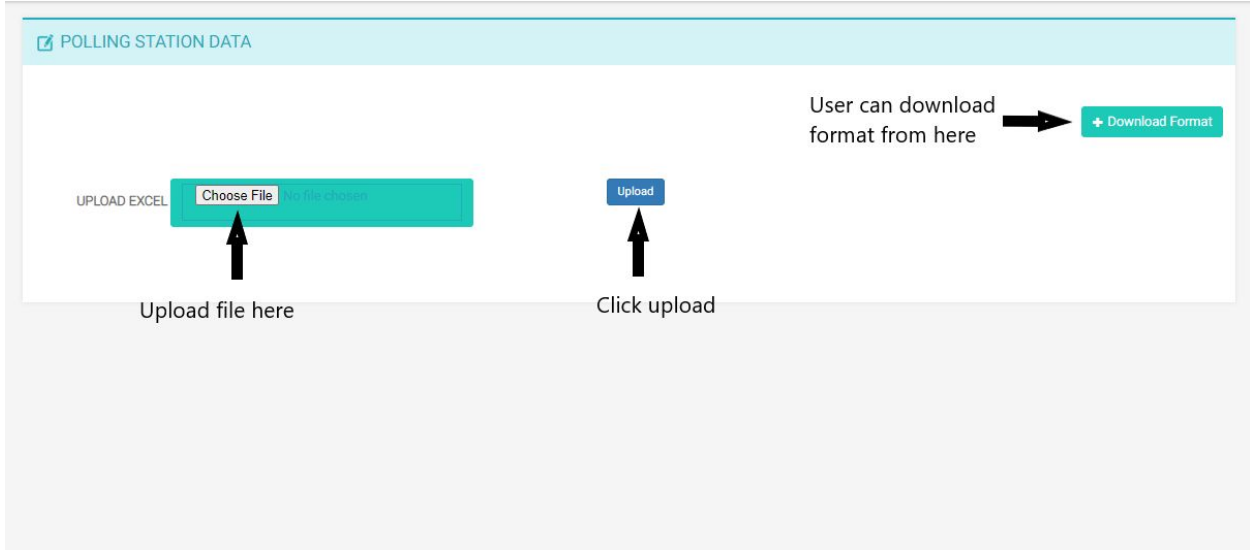 POLLING STATION DATA
User can download
format from here
+ Download Format
UPLOAD EXCEL
Choose File No file chosen
Upload
Upload file here
Click upload